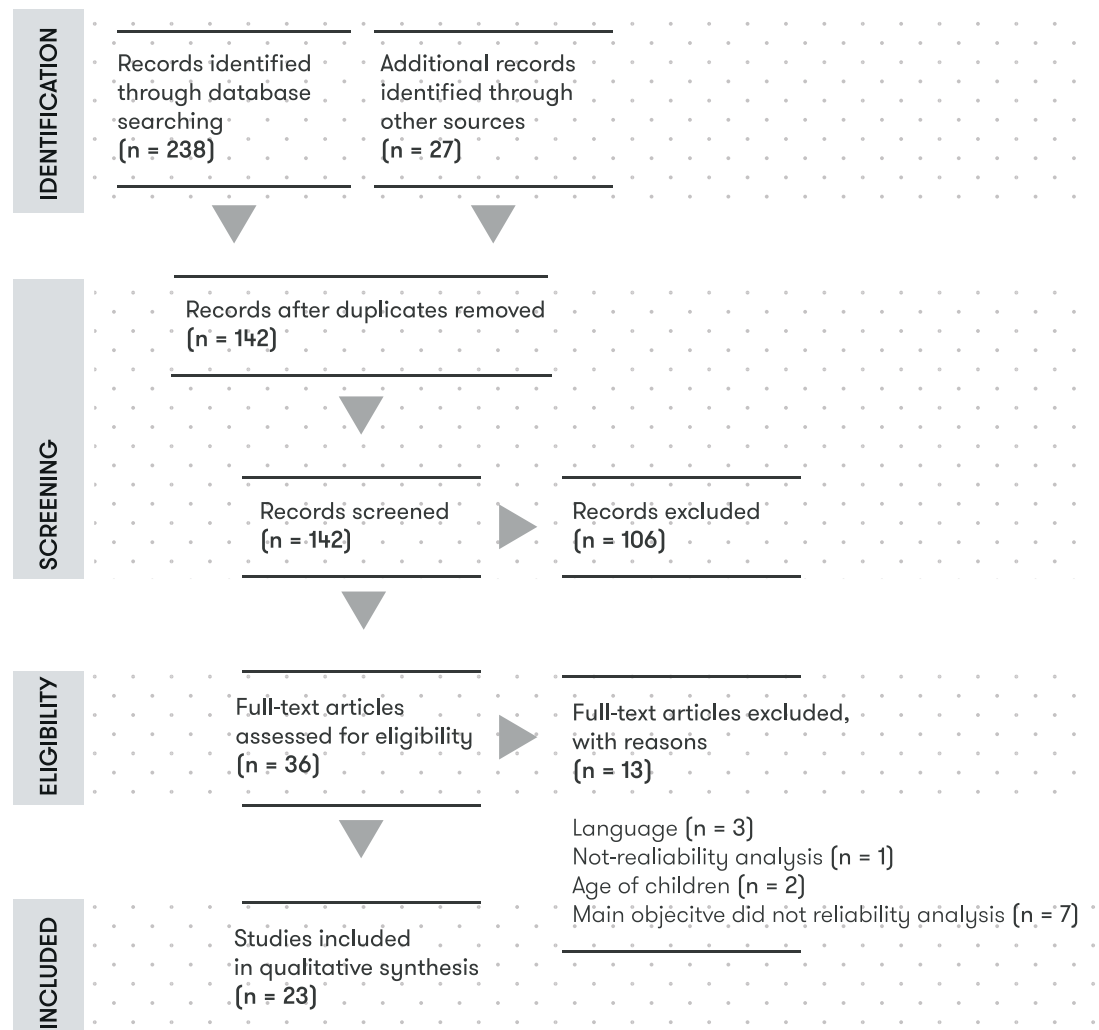 IDENTIFICATION
Records identified
through database
searching
(n = 238)
Additional records
identified through
other sources
(n = 27)
SCREENING
Records after duplicates removed
(n = 142)
Records screened
(n = 142)
Records excluded
(n = 106)
ELIGIBILITY
Full-text articles
assessed for eligibility
(n = 36)
Full-text articles excluded,
with reasons
(n = 13)
Language (n = 3)
Not-realiability analysis (n = 1)
Age of children (n = 2)
Main objecitve did not reliability analysis (n = 7)
INCLUDED
Studies included
in qualitative synthesis
(n = 23)